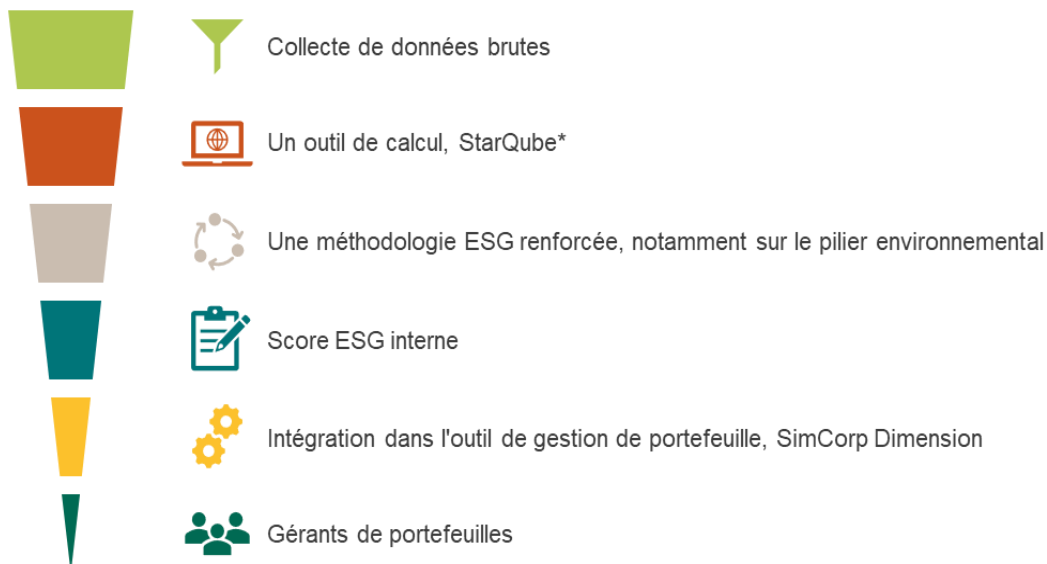 Collecte de données brutes
Un outil de calcul, StarQube*
Une méthodologie ESG renforcée, notamment sur le pilier environnemental
Score ESG interne
Intégration dans l'outil de gestion de portefeuille, SimCorp Dimension
Gérants de portefeuilles